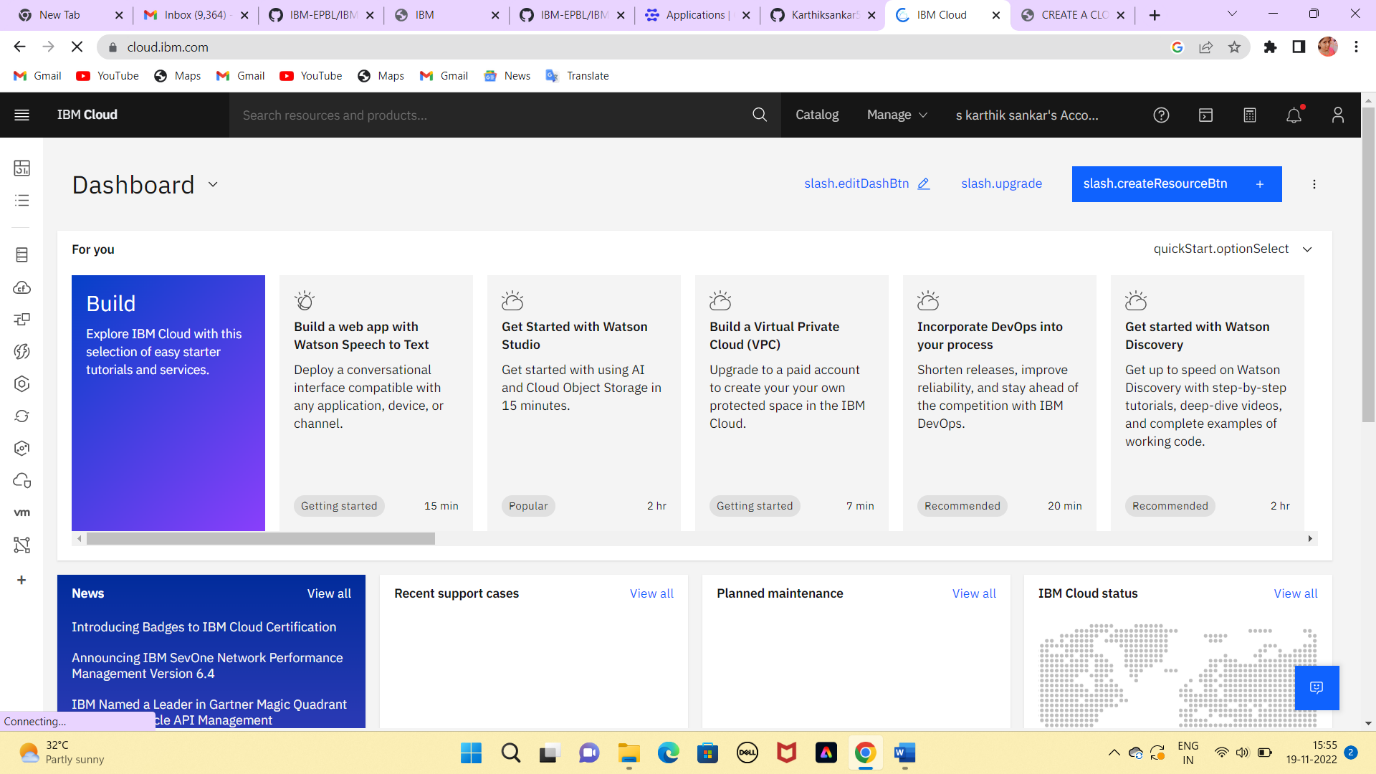 New Tab
Inbox (9,364) -
IBM-EPBL/IBM
IBM
IBM-EPBL/IBM
Applications |
KarthiksankarS
IBM Cloud
CREATE A CLO
cloud.ibm.com
Gmail
YouTube
Maps
Gmail
YouTube
Maps
Gmail
News
Translate
IBM Cloud
Search resources and products...
Catalog
Manage
s karthik sankar's Acco...
Dashboard
slash.editDashBtn
slash.upgrade
slash.createResourceBtn +
For you
quickStart.optionSelect
Build
Explore IBM Cloud with this
selection of easy starter
tutorials and services.
Build a web app with
Watson Speech to Text
Deploy a conversational
interface compatible with
any application, device, or
channel.
Getting started
15 min
Get Started with Watson
Studio
Get started with using AI
and Cloud Object Storage in
15 minutes.
Popular
2 hr
Build a Virtual Private
Cloud (VPC)
Upgrade to a paid account
to create your your own
protected space in the IBM
Cloud.
Getting started
7 min
Incorporate DevOps into
your process
Shorten releases, improve
reliability, and stay ahead of
the competition with IBM
DevOps.
Recommended
20 min
Get started with Watson
Discovery
Get up to speed on Watson
Discovery with step-by-step
tutorials, deep-dive videos,
and complete examples of
working code.
Recommended
2 hr
vm
News
View all
Introducing Badges to IBM Cloud Certification
Announcing IBM SevOne Network Performance
Management Version 6.4
IBM Named a Leader in Gartner Magic Quadrant
cle API Management
Recent support cases
View all
Planned maintenance
View all
IBM Cloud status
View all
Connecting...
32°C
Partly sunny
DELL
ENG
IN
15:55
19-11-2022
2